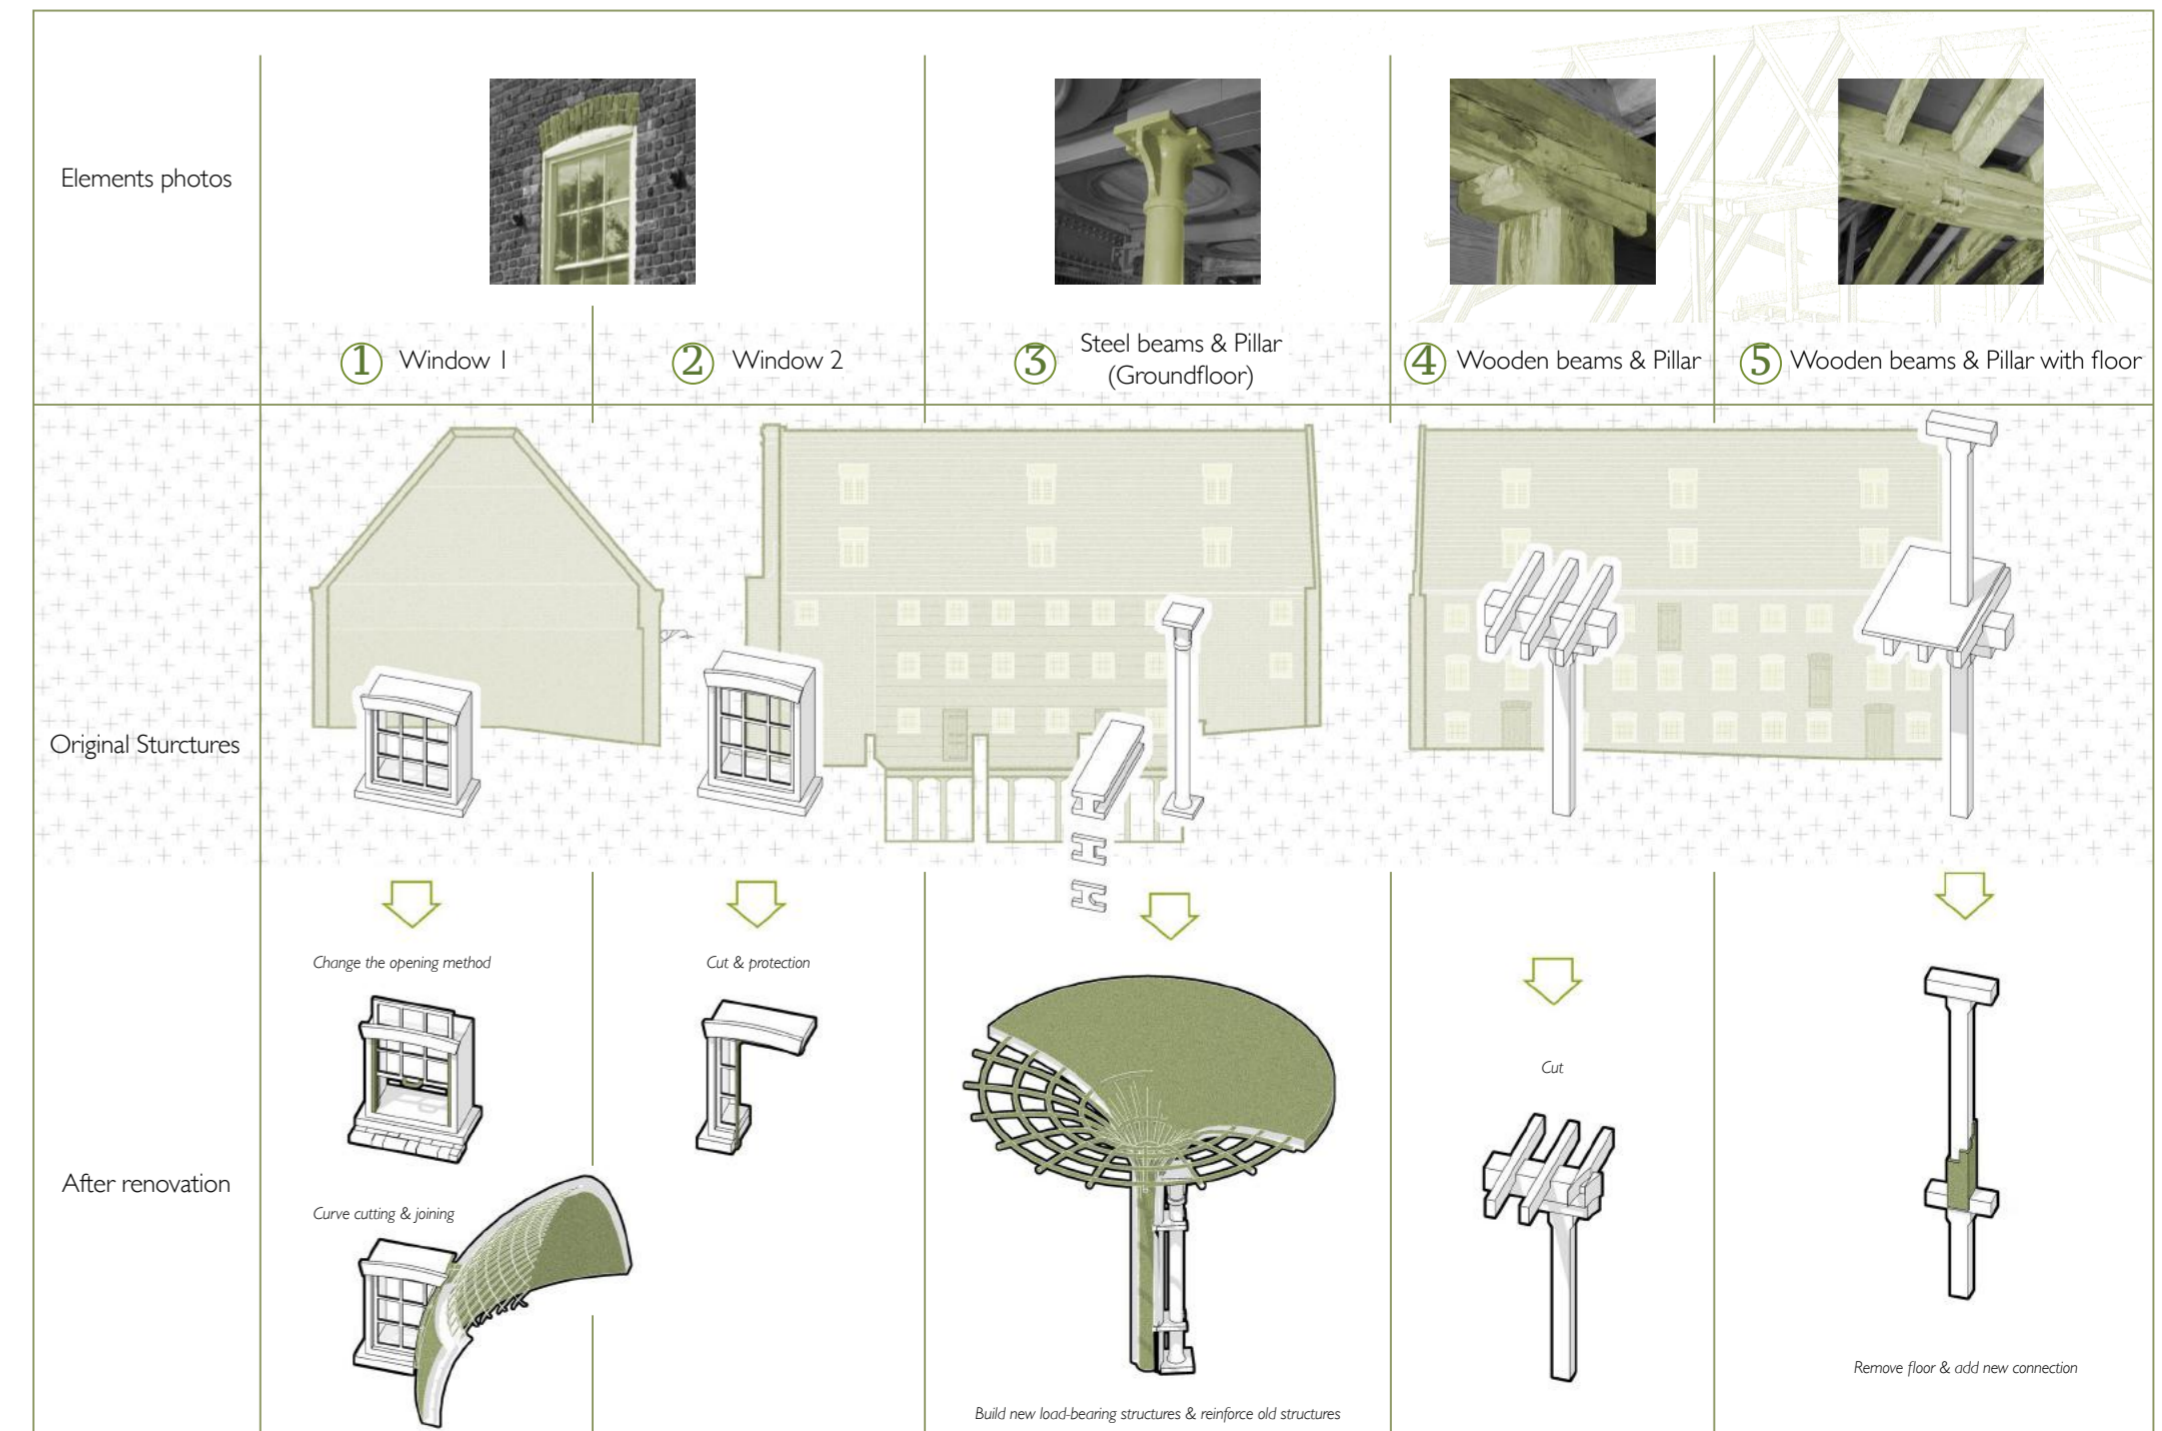 Elements photos
① Window 1
② Window 2
③ Steel beams & Pillar
(Groundfloor)
④ Wooden beams & Pillar
⑤ Wooden beams & Pillar with floor
Original Sturctures
Change the opening method
Cut & protection
Cut
After renovation
Curve cutting & joining
Remove floor & add new connection
Build new load-bearing structures & reinforce old structures